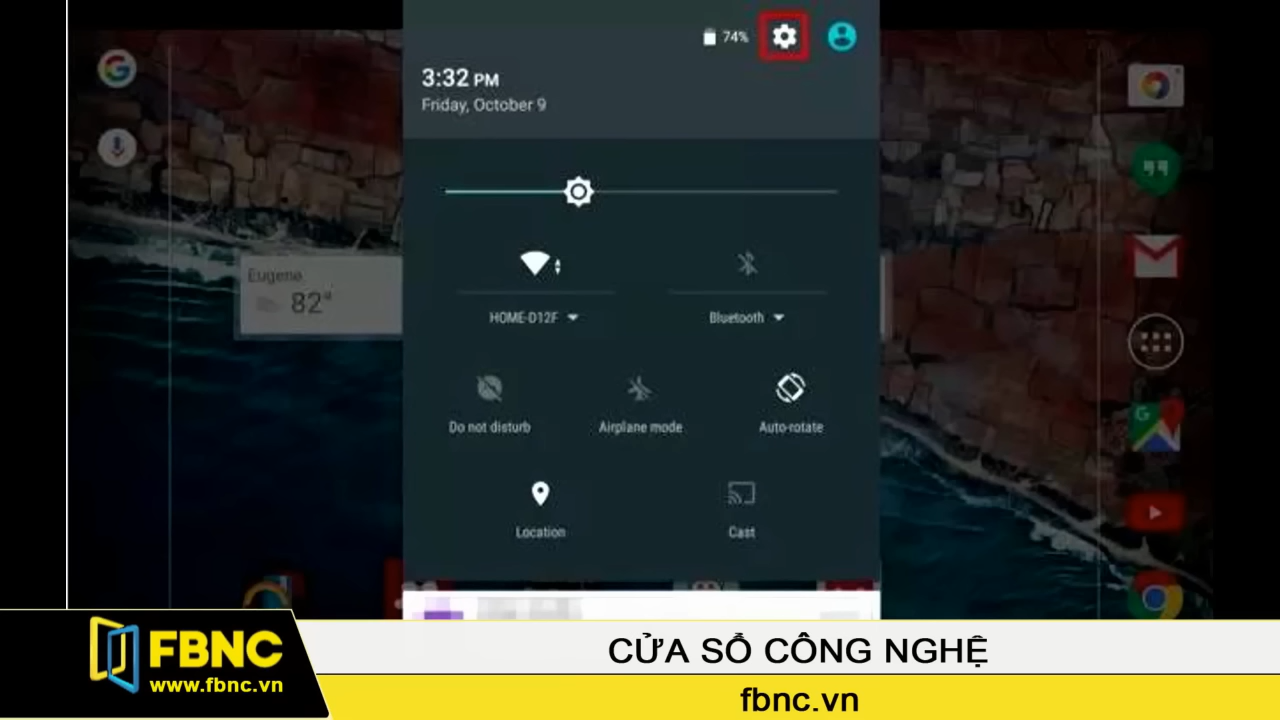 74%
3:32 PM
Friday, October 9
Eugene
82°
HOME-D12F
Bluetooth
Do not disturb
Airplane mode
Auto-rotate
Location
Cast
FBNC
www.fbnc.vn
CỬA SỔ CÔNG NGHỆ
fbnc.vn